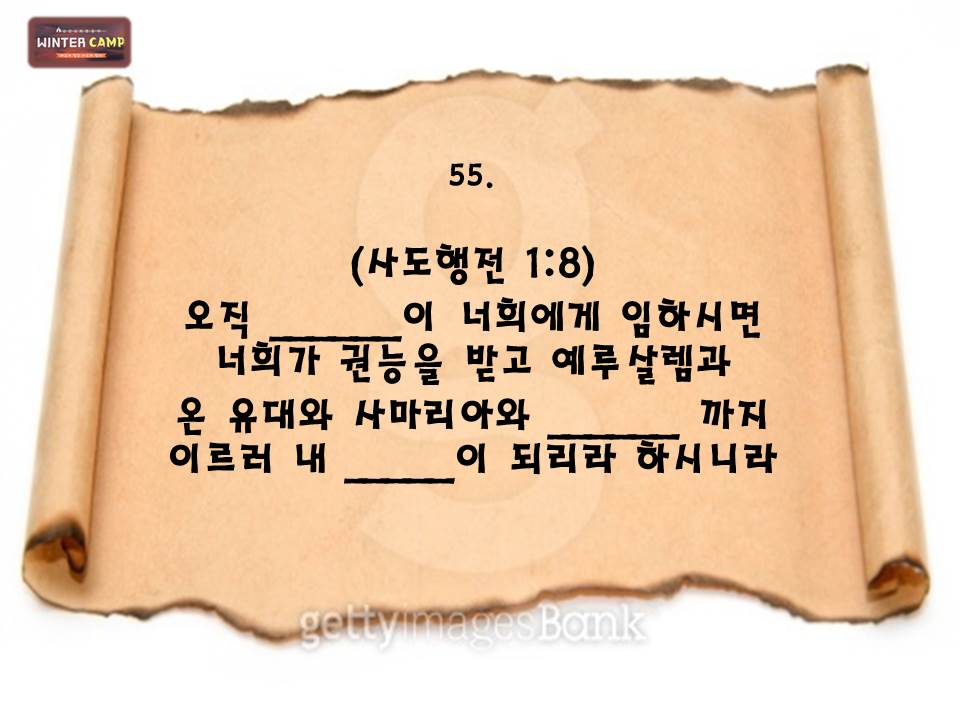 WINTER CAMP
55.
(사도행전 1:8)
오직 ______이 너희에게 임하시면
너희가 권능을 받고 예루살렘과
온 유대와 사마리아와 ______ 까지
이르러 내 _____이 되리라 하시니라
gettyimagesBank